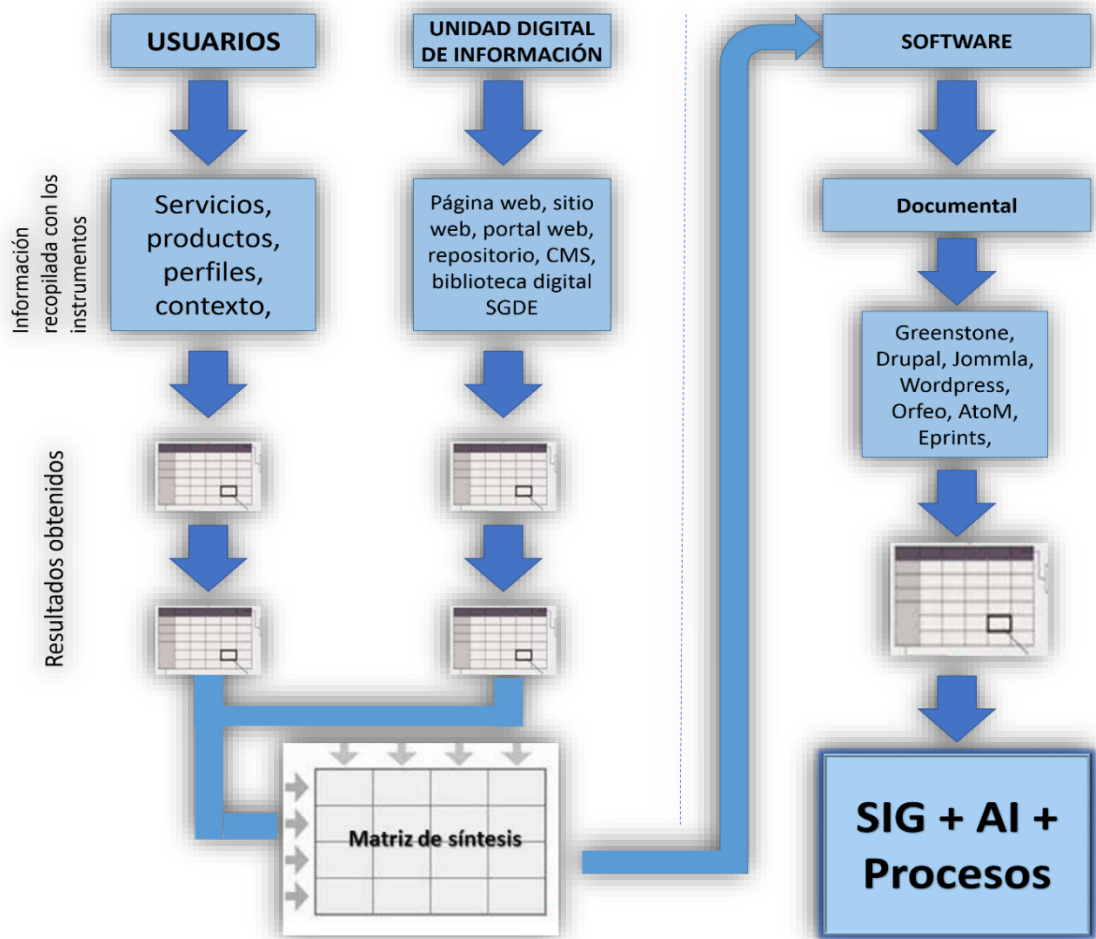 USUARIOS
Servicios,
productos,
perfiles,
contexto,
UNIDAD DIGITAL
DE INFORMACIÓN
Página web, sitio
web, portal web,
repositorio, CMS,
biblioteca digital
SGDE
Información
recopilada con los
instrumentos
Resultados obtenidos
Matriz de síntesis
SOFTWARE
Documental
Greenstone,
Drupal, Jommla,
Wordpress,
Orfeo, AtoM,
Eprints,
SIG + AI +
Procesos